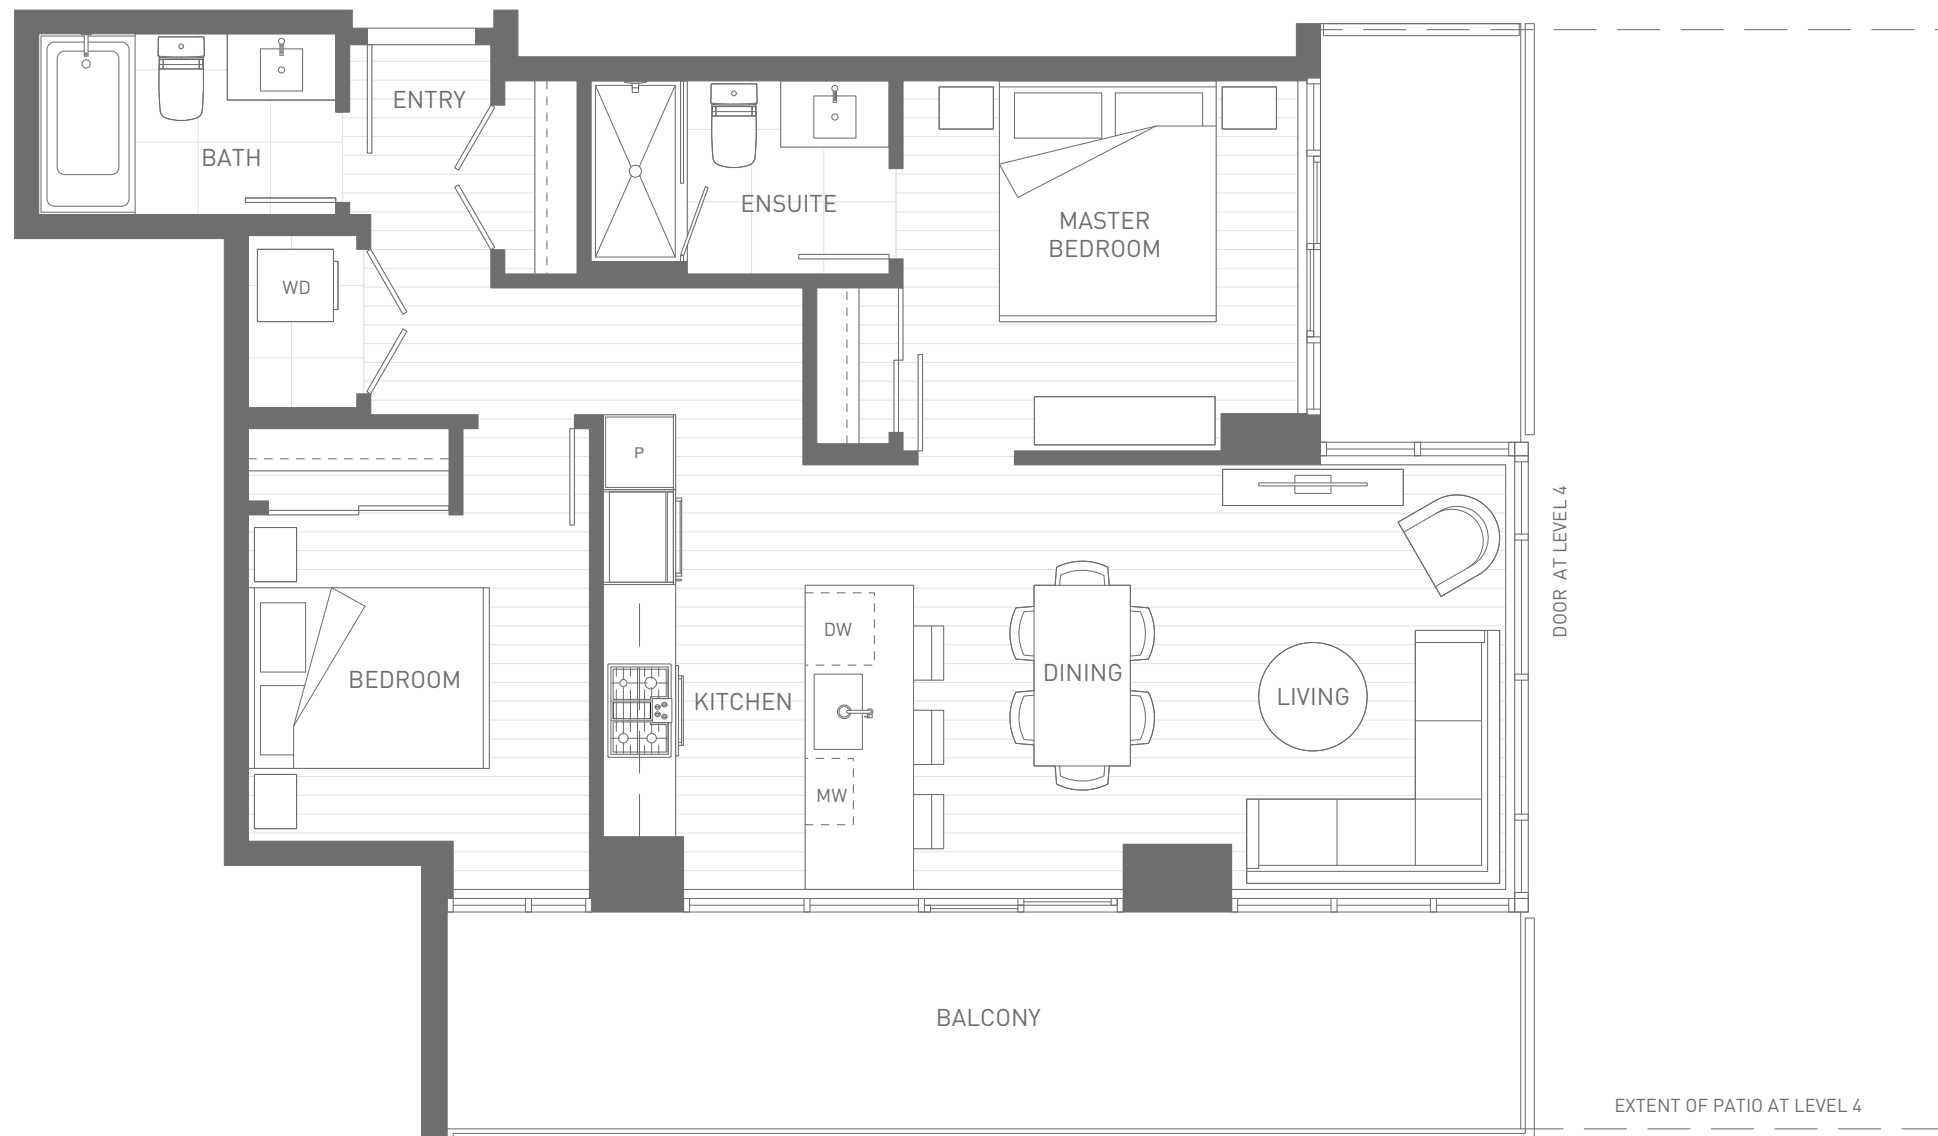 ENTRY
BATH
ENSUITE
MASTER
BEDROOM
WD
P
DOOR AT LEVEL 4
DW
BEDROOM
KITCHEN
DINING
LIVING
MW
BALCONY
EXTENT OF PATIO AT LEVEL 4